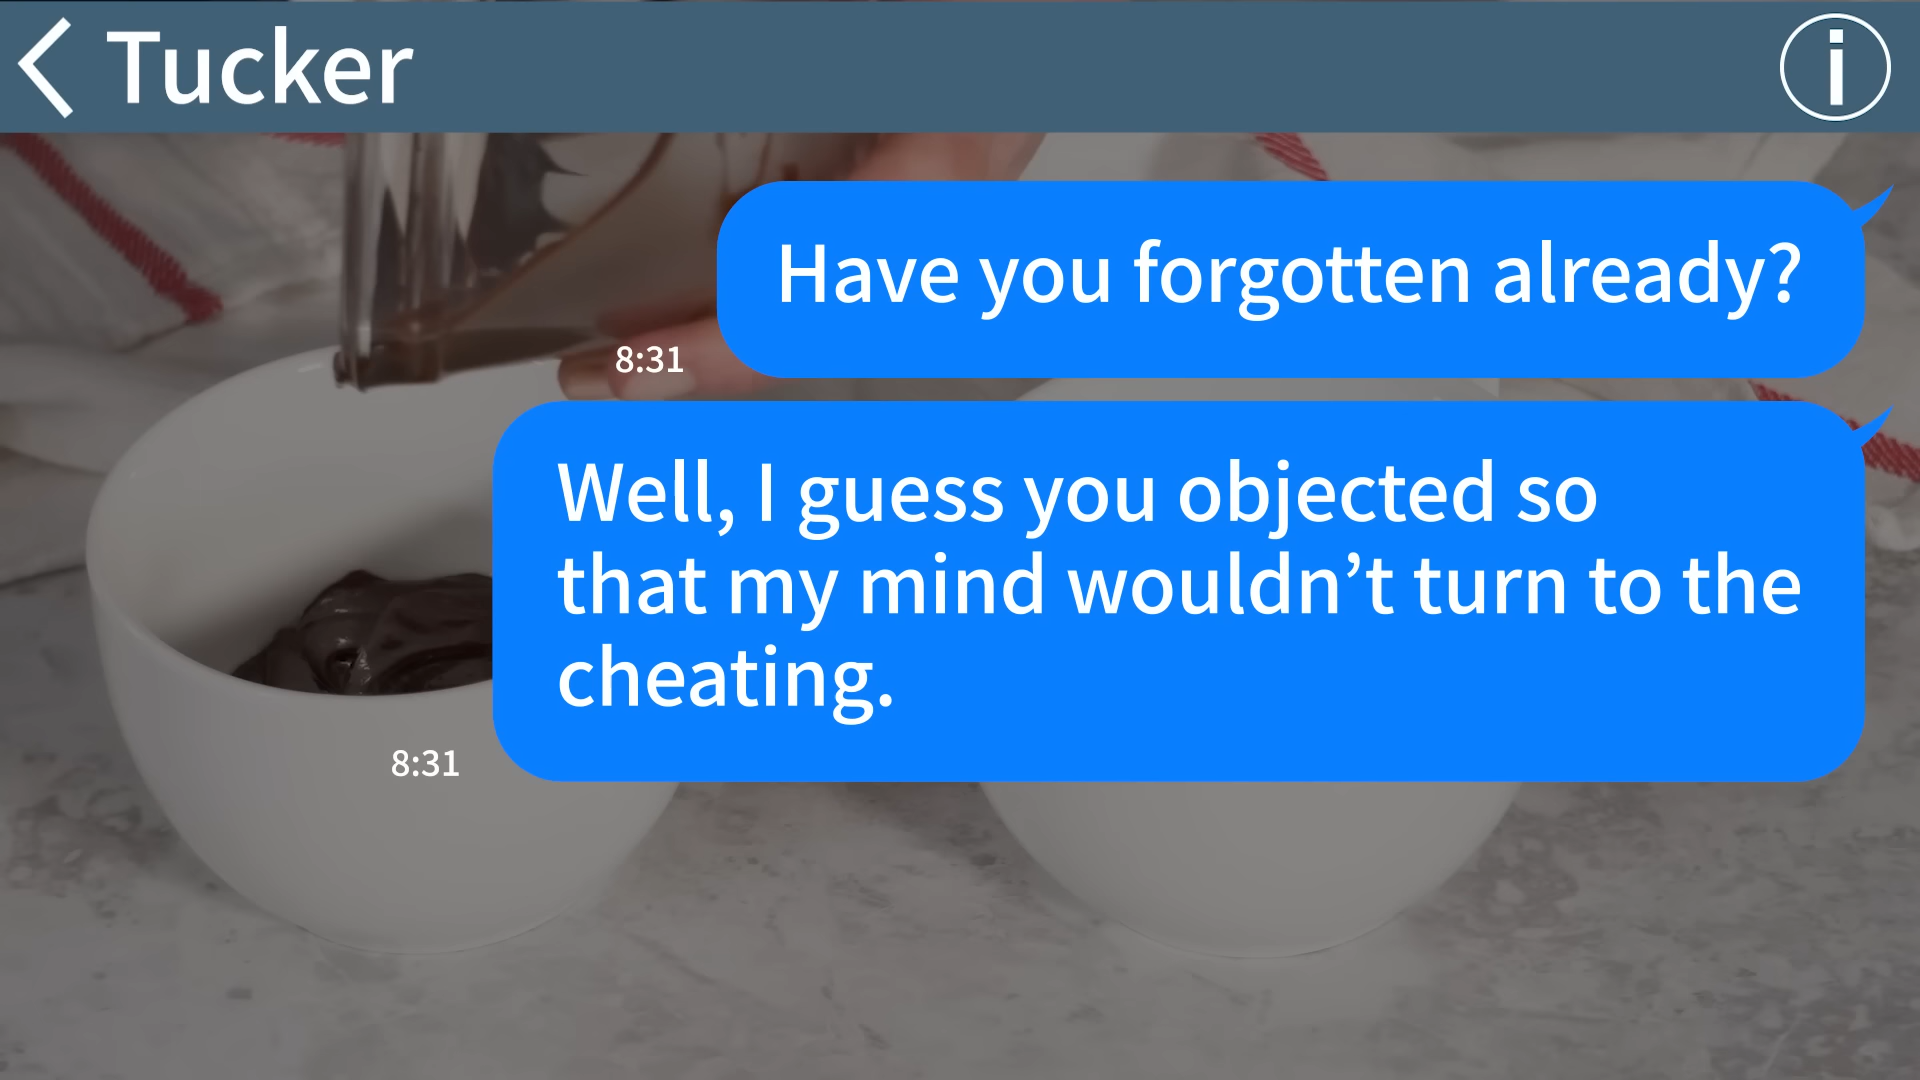 Tucker
Have you forgotten already?
8:31
Well, I guess you objected so
that my mind wouldn’t turn to the
cheating.
8:31